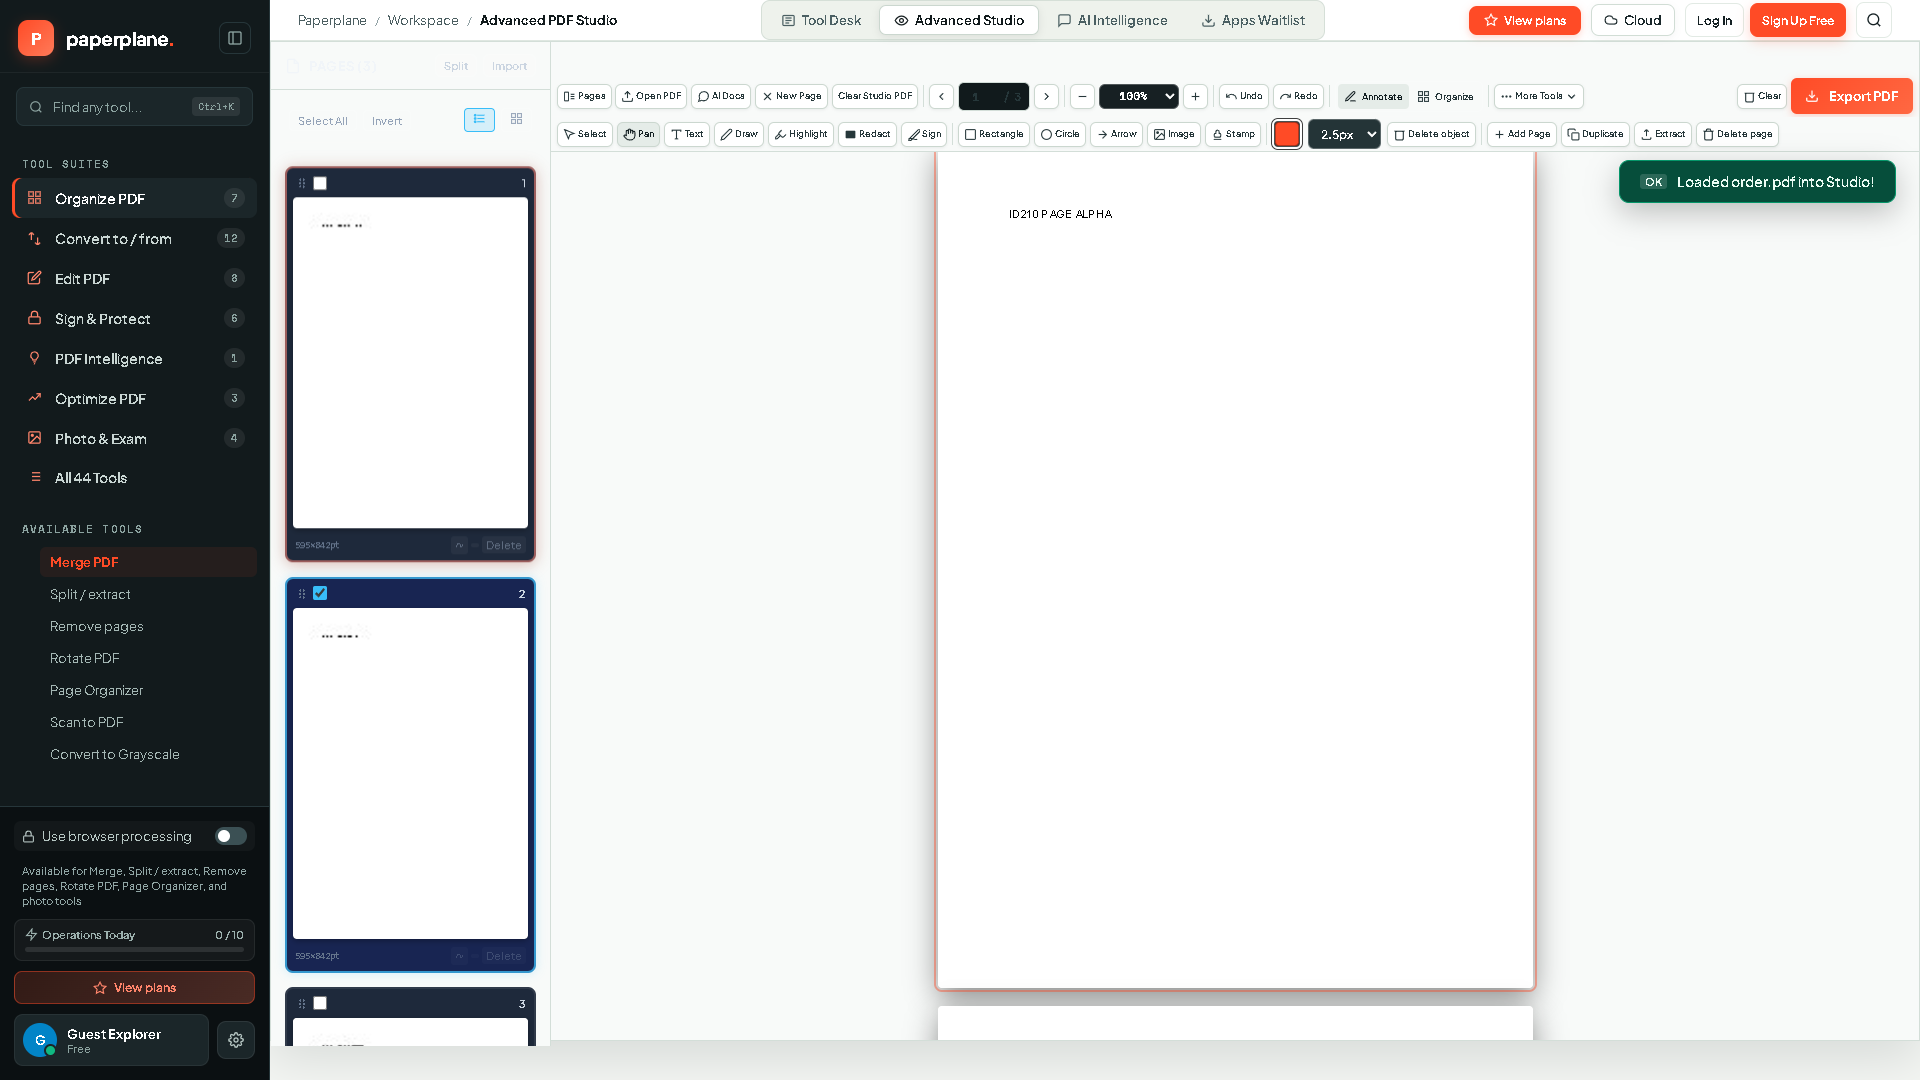 P paperplane.
Find any tool... Ctrl+K
TOOL SUITES
Organize PDF 7
Convert to / from 12
Edit PDF 8
Sign & Protect 6
PDF Intelligence 1
Optimize PDF 3
Photo & Exam 4
All 44 Tools
AVAILABLE TOOLS
Merge PDF
Split / extract
Remove pages
Rotate PDF
Page Organizer
Scan to PDF
Convert to Grayscale
Use browser processing
Available for Merge, Split / extract, Remove
pages, Rotate PDF, Page Organizer, and
photo tools
Operations Today 0 / 10
View plans
G Guest Explorer
Free
Paperplane / Workspace / Advanced PDF Studio
Tool Desk Advanced Studio AI Intelligence Apps Waitlist
View plans Cloud Log In Sign Up Free
PAGES (3) Split Import
Select All Invert
1
595×842pt Delete
2
595×842pt Delete
3
Pages Open PDF AI Docs New Page Clear Studio PDF 1 / 3 100% Undo Redo Annotate Organize More Tools Clear Export PDF
Select Pan Text Draw Highlight Redact Sign Rectangle Circle Arrow Image Stamp 2.5px Delete object Add Page Duplicate Extract Delete page
OK Loaded order.pdf into Studio!
ID210 PAGE ALPHA